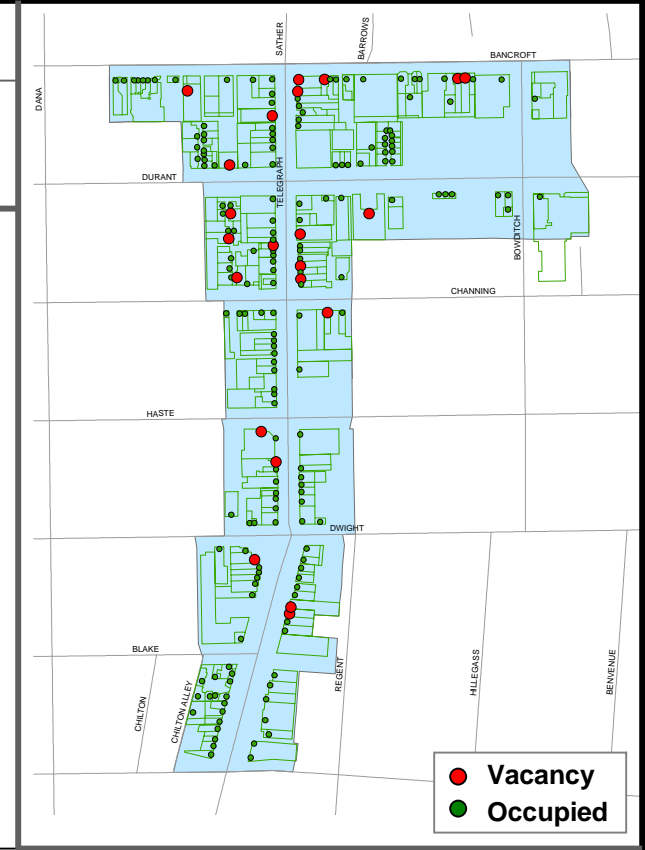 SATHER
BARROWS
BANCROFT
DANA
DURANT
TELEGRAPH
BOWDITCH
CHANNING
HASTE
DWIGHT
BLAKE
CHILTON
CHILTON ALLEY
REGENT
HILLEGASS
BENVENUE
Vacancy
Occupied